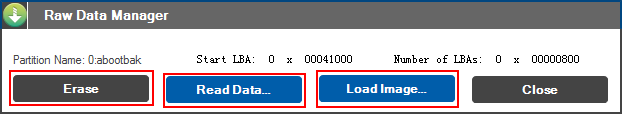 Raw Data Manager
Partition Name: 0:abootbak Start LBA: 0 x 00041000 Number of LBAs: 0 x 00000800
Erase Read Data... Load Image... Close